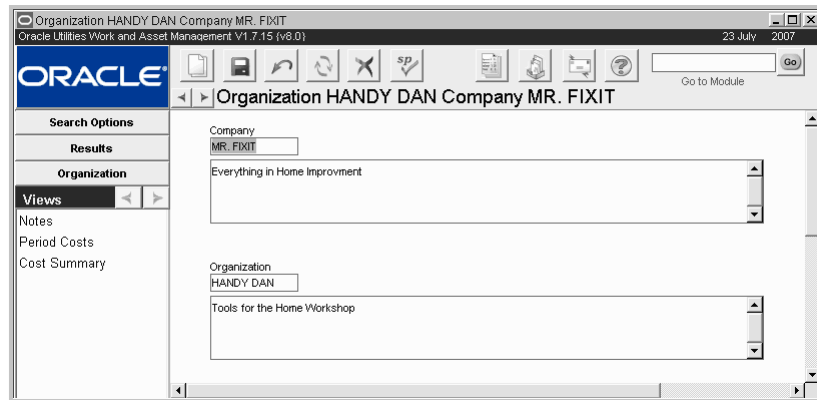 Organization HANDY DAN Company MR. FIXIT
Oracle Utilities Work and Asset Management V1.7.15 (v8.0)
23 July 2007
ORACLE
sp
Go
Go to Module
Organization HANDY DAN Company MR. FIXIT
Search Options
Results
Organization
Views
Notes
Period Costs
Cost Summary
Company
MR. FIXIT
Everything in Home Improvment
Organization
HANDY DAN
Tools for the Home Workshop